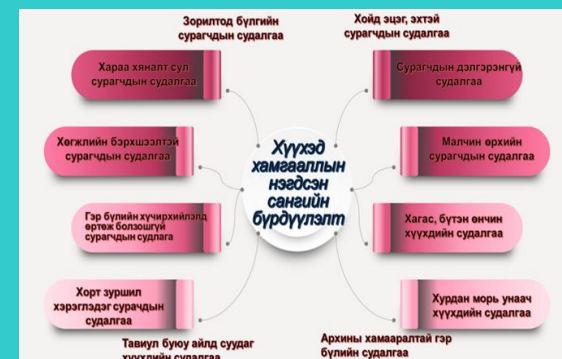 Зорилтод бүлгийн
сурагчдын судалгаа
Хойд эцэг, эхтэй
сурагчдын судалгаа
Хараа хяналт сул
сурагчдын судалгаа
Сурагчдын дэлгэрэнгүй
судалгаа
Хөгжлийн бэрхшээлтэй
сурагчдын судалгаа
Хүүхэд
хамгааллын
нэгдсэн
сангийн
бүрдүүлэлт
Малчин өрхийн
сурагчдын судалгаа
Гэр бүлийн хүчирхийлэлд
өртөж болзошгүй
сурагчдын судлага
Хагас, бүтэн өнчин
хүүхдийн судалгаа
Хорт зуршил
хэрэглэдэг сурачдын
судалгаа
Хурдан морь унаач
хүүхдийн судалгаа
Тавиул буюу айлд суудаг
хүүхдийн судалгаа
Архины хамааралтай гэр
бүлийн судалгаа